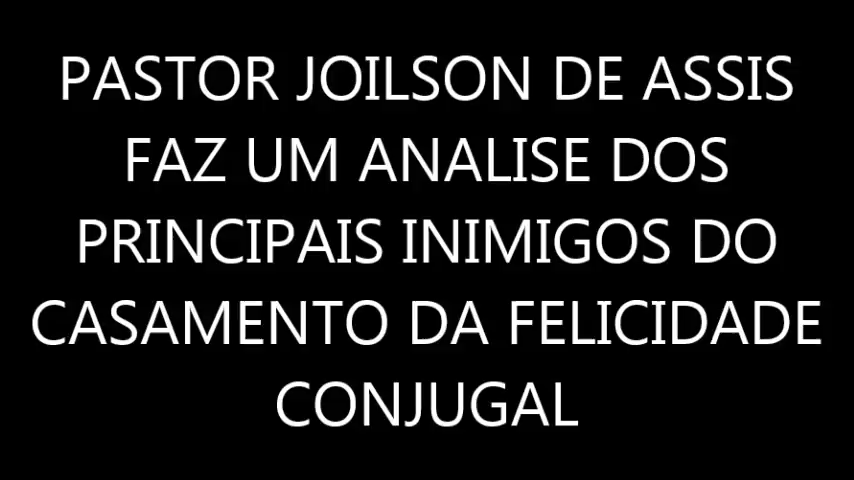 PASTOR JOILSON DE ASSIS
FAZ UM ANALISE DOS
PRINCIPAIS INIMIGOS DO
CASAMENTO DA FELICIDADE
CONJUGAL